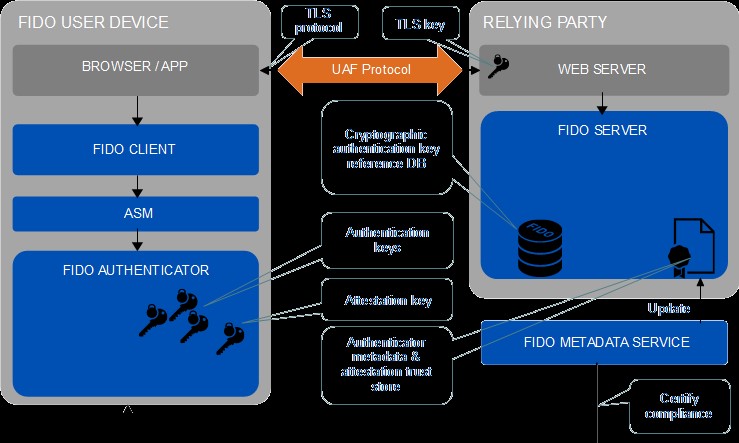 FIDO USER DEVICE
BROWSER / APP
FIDO CLIENT
ASM
FIDO AUTHENTICATOR
TLS
protocol
TLS key
UAF Protocol
Cryptographic
authentication key
reference DB
Authentication
keys
Attestation key
Authenticator
metadata &
attestation trust
store
RELYING PARTY
WEB SERVER
FIDO SERVER
FIDO
Update
FIDO METADATA SERVICE
Certify
compliance